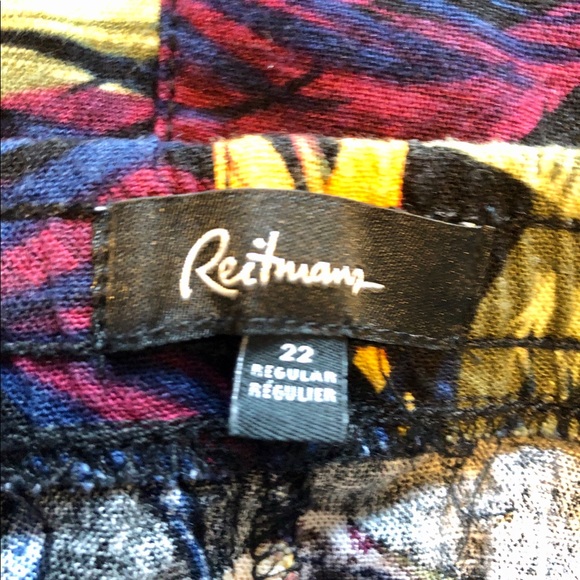 Reitmans
22
REGULAR
RÉGULIER